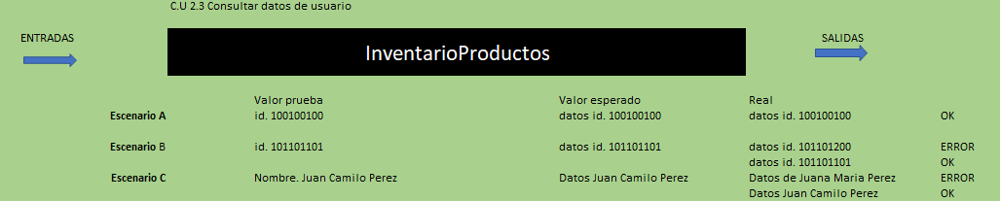 C.U 2.3 Consultar datos de usuario
ENTRADAS
InventarioProductos
SALIDAS
Valor prueba Valor esperado Real
Escenario A id. 100100100 datos id. 100100100 datos id. 100100100 OK
Escenario B id. 101101101 datos id. 101101101 datos id. 101101200 ERROR
datos id. 101101101 OK
Escenario C Nombre. Juan Camilo Perez Datos Juan Camilo Perez Datos de Juana Maria Perez ERROR
Datos Juan Camilo Perez OK